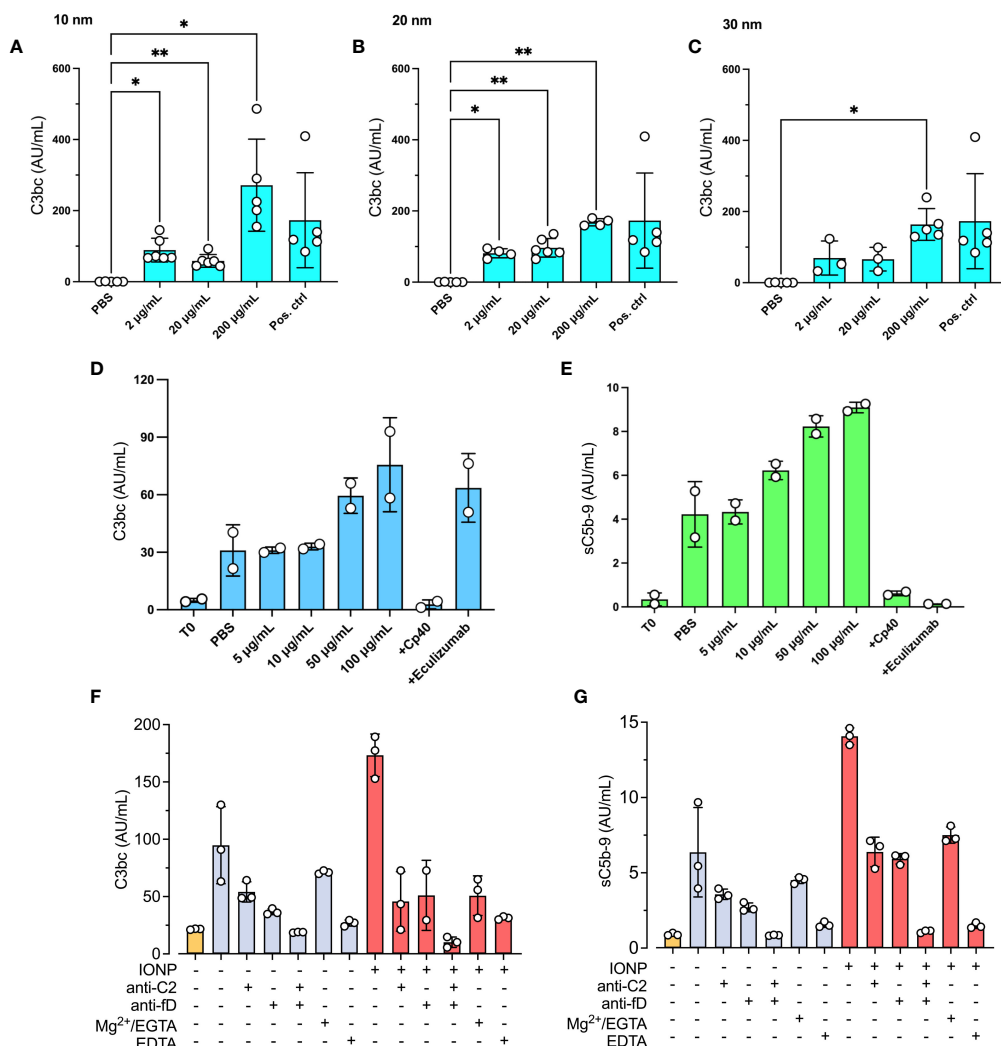 10 nm
20 nm
30 nm
A
B
C
*
**
*
**
**
*
*
C3bc (AU/mL)
600
400
200
0
PBS
2 µg/mL
20 µg/mL
200 µg/mL
Pos. ctrl
C3bc (AU/mL)
600
400
200
0
PBS
2 µg/mL
20 µg/mL
200 µg/mL
Pos. ctrl
C3bc (AU/mL)
600
400
200
0
PBS
2 µg/mL
20 µg/mL
200 µg/mL
Pos. ctrl
D
C3bc (AU/mL)
120
90
60
30
0
T0
PBS
5 µg/mL
10 µg/mL
50 µg/mL
100 µg/mL
+Cp40
+Eculizumab
E
sC5b-9 (AU/mL)
10
8
6
4
2
0
T0
PBS
5 µg/mL
10 µg/mL
50 µg/mL
100 µg/mL
+Cp40
+Eculizumab
F
C3bc (AU/mL)
200
150
100
50
0
IONP - - - - - - - + + + + + +
anti-C2 - - + - + - - - + - + - -
anti-fD - - - + + - - - - + + - -
Mg²⁺/EGTA - - - - - + - - - - - + -
EDTA - - - - - - + - - - - - +
G
sC5b-9 (AU/mL)
15
10
5
0
IONP - - - - - - - + + + + + +
anti-C2 - - + - + - - - + - + - -
anti-fD - - - + + - - - - + + - -
Mg²⁺/EGTA - - - - - + - - - - - + -
EDTA - - - - - - + - - - - - +